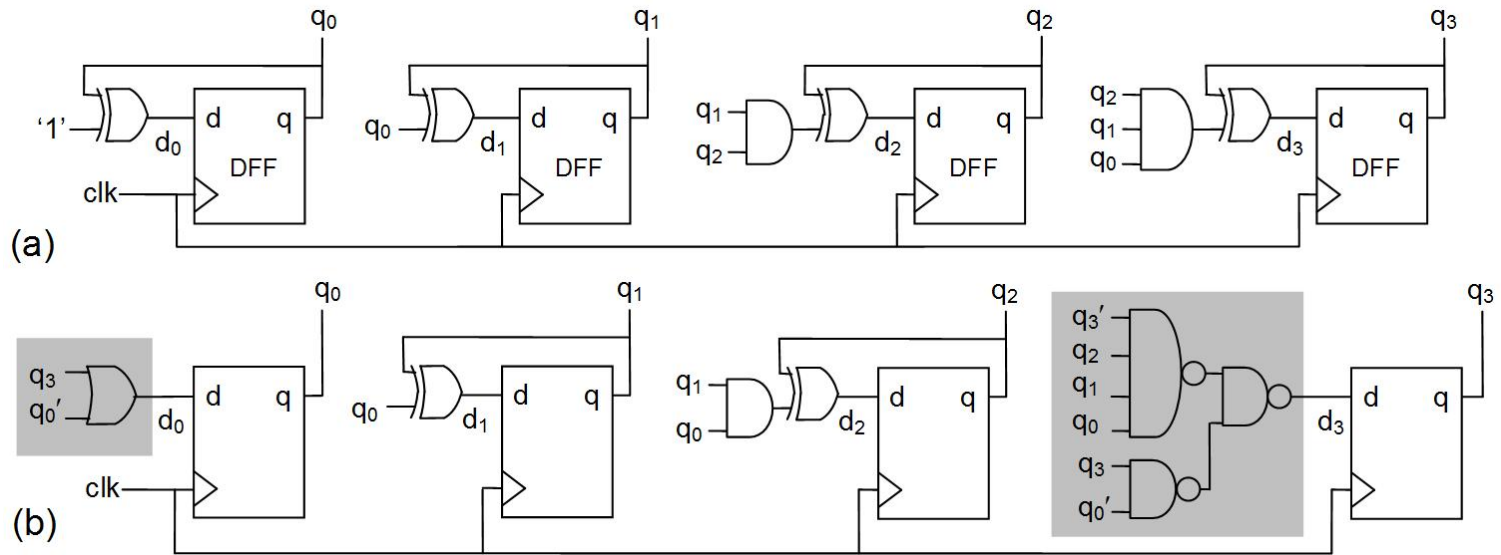 q0 q1 q2 q3
'1' d0 d q DFF
q0 d1 d q DFF
q1 q2 d2 d q DFF
q2 q1 q0 d3 d q DFF
clk
(a)
q0 q1 q2 q3
q3 q0′ d0 d q
q0 d1 d q
q1 q0 d2 d q
q3′ q2 q1 q0 q3 q0′ d3 d q
clk
(b)